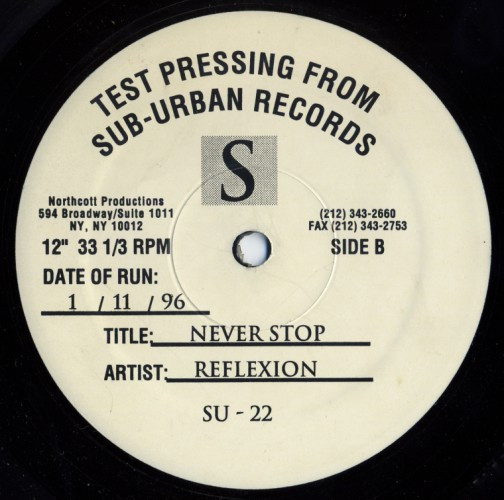 TEST PRESSING FROM
SUB-URBAN RECORDS
S
Northcott Productions
594 Broadway/Suite 1011
NY, NY 10012
(212) 343-2660
FAX (212) 343-2753
12" 33 1/3 RPM
SIDE B
DATE OF RUN:
1 / 11 / 96
TITLE: NEVER STOP
ARTIST: REFLEXION
SU - 22